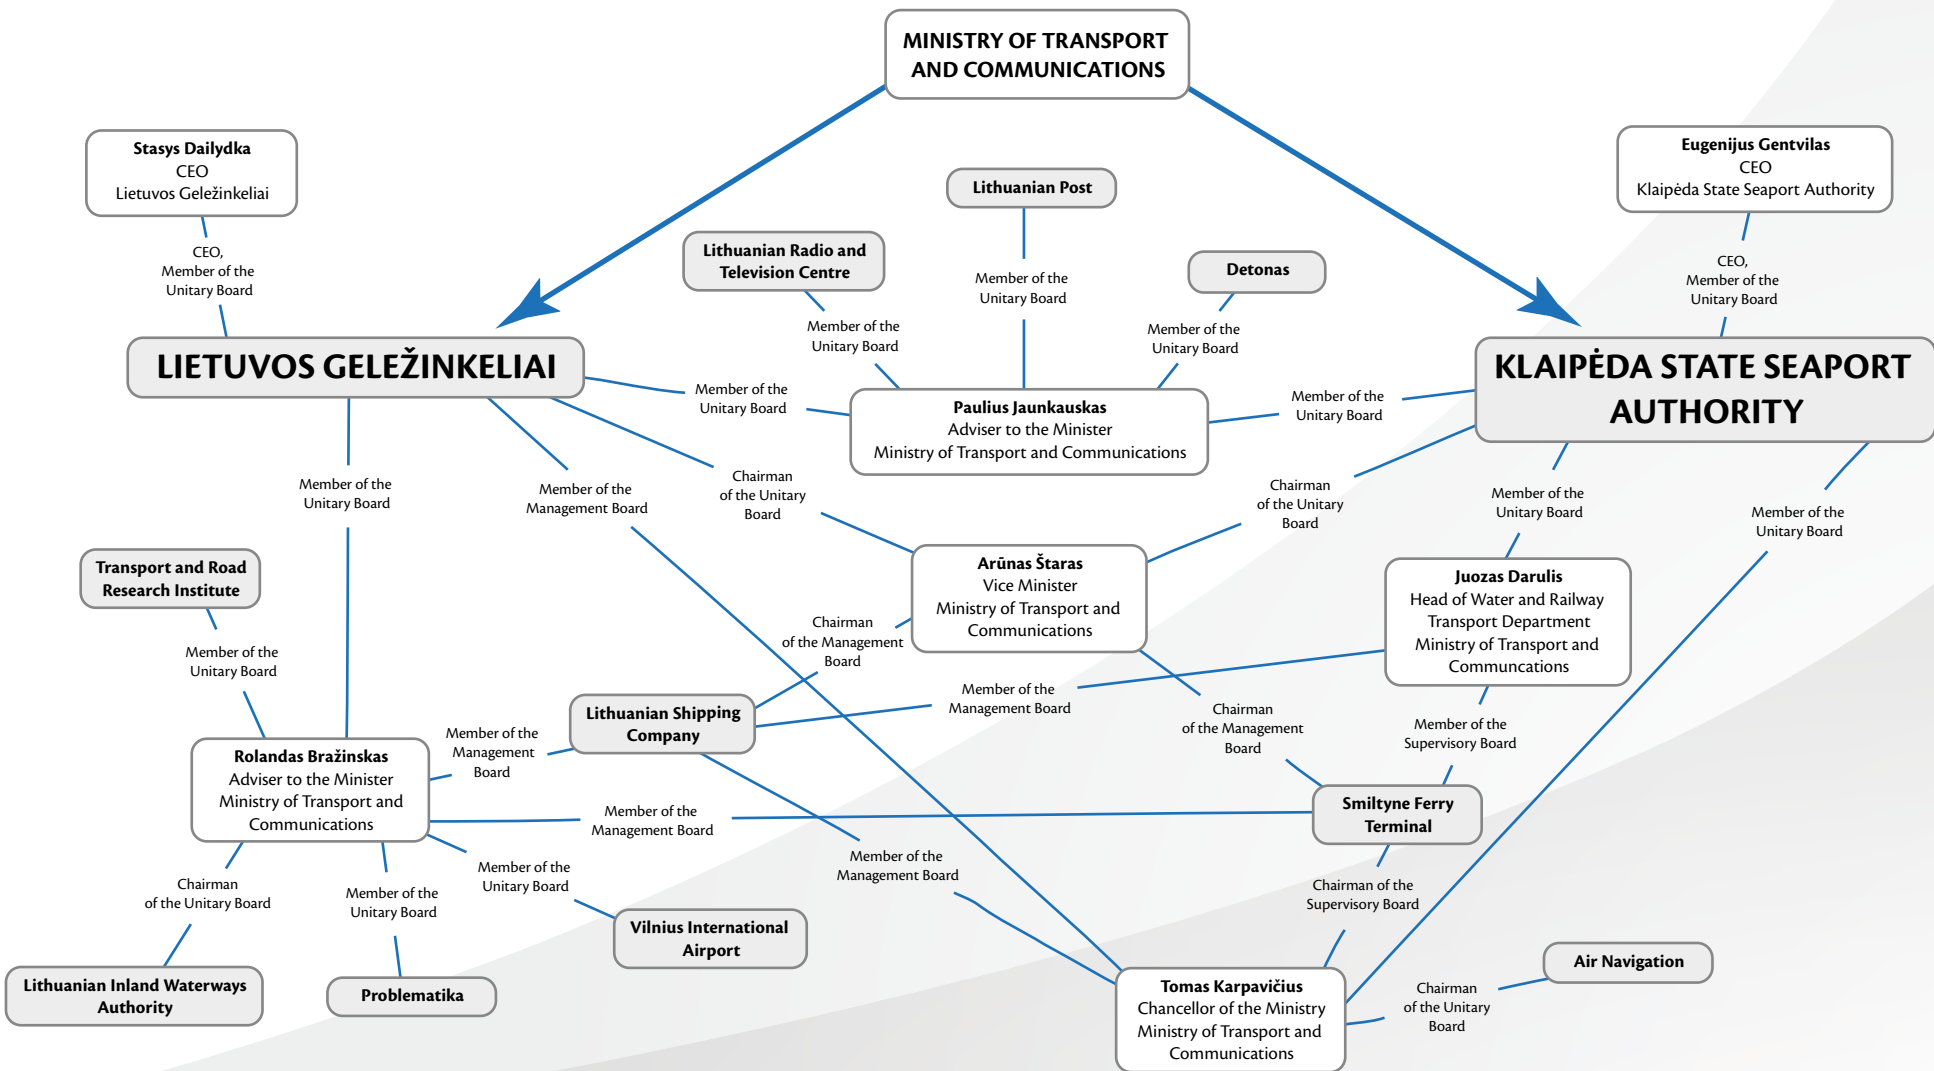 MINISTRY OF TRANSPORT
AND COMMUNICATIONS
Stasys Dailydka
CEO
Lietuvos Geležinkeliai
Eugenijus Gentvilas
CEO
Klaipėda State Seaport Authority
Lithuanian Post
Lithuanian Radio and
Television Centre
Detonas
CEO,
Member of the
Unitary Board
Member of the
Unitary Board
CEO,
Member of the
Unitary Board
Member of the
Unitary Board
Member of the
Unitary Board
LIETUVOS GELEŽINKELIAI
KLAIPĖDA STATE SEAPORT
AUTHORITY
Member of the
Unitary Board
Paulius Jaunkauskas
Adviser to the Minister
Ministry of Transport and Communications
Member of the
Unitary Board
Member of the
Unitary Board
Member of the
Management Board
Chairman
of the Unitary
Board
Chairman
of the Unitary
Board
Member of the
Unitary Board
Member of the
Unitary Board
Transport and Road
Research Institute
Arūnas Štaras
Vice Minister
Ministry of Transport and
Communications
Juozas Darulis
Head of Water and Railway
Transport Department
Ministry of Transport and
Communcations
Member of the
Unitary Board
Chairman
of the Management
Board
Member of the
Management Board
Lithuanian Shipping
Company
Chairman
of the Management
Board
Member of the
Supervisory Board
Rolandas Bražinskas
Adviser to the Minister
Ministry of Transport and
Communications
Member of the
Management
Board
Member of the
Management Board
Smiltyne Ferry
Terminal
Chairman
of the Unitary Board
Member of the
Unitary Board
Member of the
Unitary Board
Member of the
Management Board
Chairman of the
Supervisory Board
Vilnius International
Airport
Air Navigation
Lithuanian Inland Waterways
Authority
Problematika
Tomas Karpavičius
Chancellor of the Ministry
Ministry of Transport and
Communications
Chairman
of the Unitary
Board